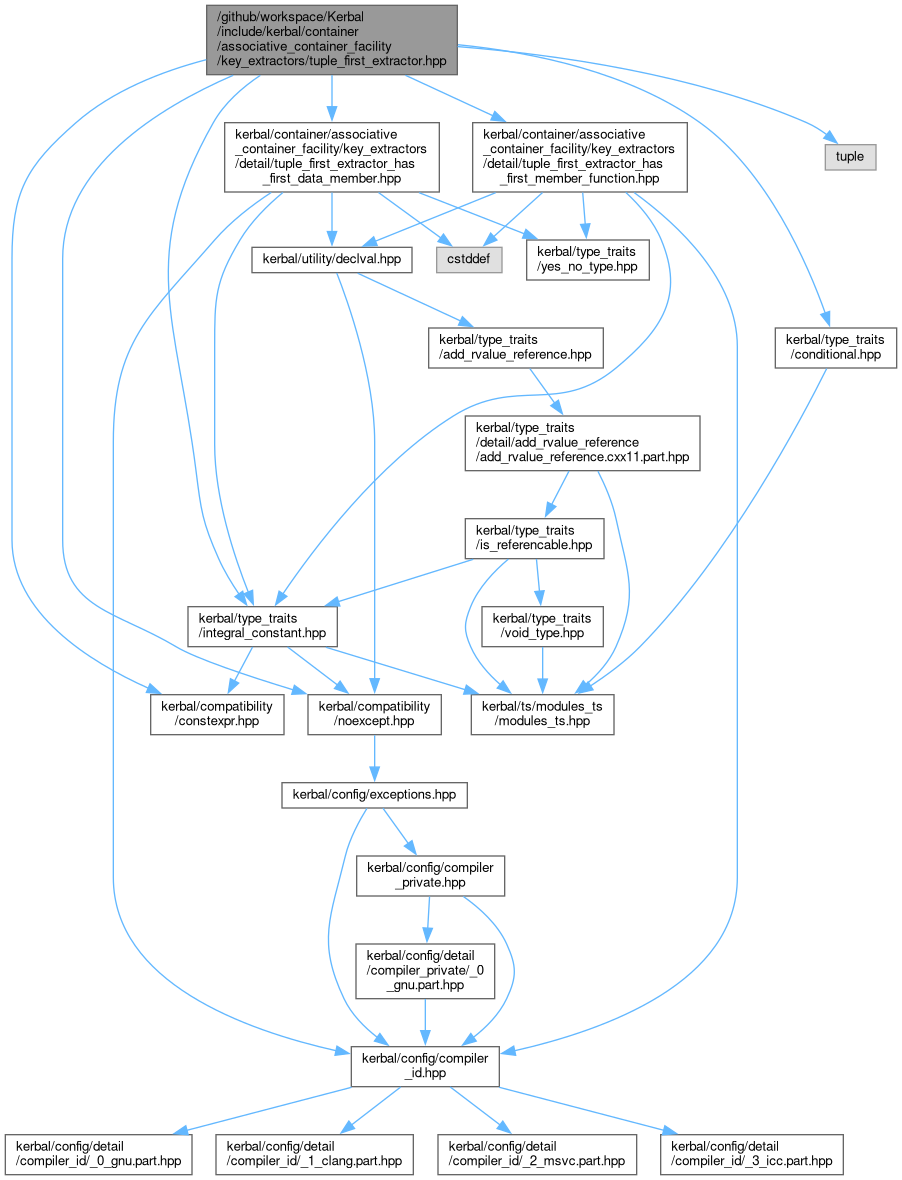 /github/workspace/Kerbal
/include/kerbal/container
/associative_container_facility
/key_extractors/tuple_first_extractor.hpp
kerbal/container/associative
_container_facility/key_extractors
/detail/tuple_first_extractor_has
_first_data_member.hpp
kerbal/container/associative
_container_facility/key_extractors
/detail/tuple_first_extractor_has
_first_member_function.hpp
tuple
kerbal/utility/declval.hpp
cstddef
kerbal/type_traits
/yes_no_type.hpp
kerbal/type_traits
/add_rvalue_reference.hpp
kerbal/type_traits
/conditional.hpp
kerbal/type_traits
/detail/add_rvalue_reference
/add_rvalue_reference.cxx11.part.hpp
kerbal/type_traits
/is_referencable.hpp
kerbal/type_traits
/integral_constant.hpp
kerbal/type_traits
/void_type.hpp
kerbal/compatibility
/constexpr.hpp
kerbal/compatibility
/noexcept.hpp
kerbal/ts/modules_ts
/modules_ts.hpp
kerbal/config/exceptions.hpp
kerbal/config/compiler
_private.hpp
kerbal/config/detail
/compiler_private/_0
_gnu.part.hpp
kerbal/config/compiler
_id.hpp
kerbal/config/detail
/compiler_id/_0_gnu.part.hpp
kerbal/config/detail
/compiler_id/_1_clang.part.hpp
kerbal/config/detail
/compiler_id/_2_msvc.part.hpp
kerbal/config/detail
/compiler_id/_3_icc.part.hpp